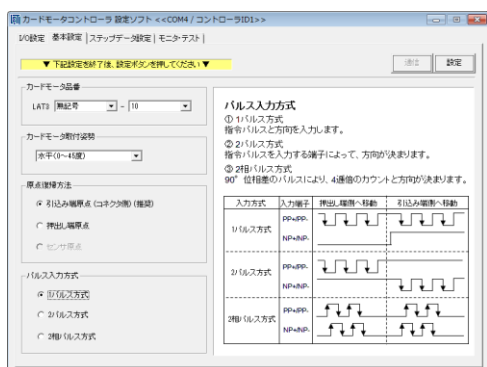 カードモータコントローラ 設定ソフト <<COM4 / コントローラID1>>
I/O設定 基本設定 ステップデータ設定 モニタ・テスト
▼ 下記設定を終了後、設定ボタンを押してください ▼
通信 設定
カードモータ品番
LAT3 無記号 - 10
カードモータ取付姿勢
水平(0~45度)
原点復帰方法
引込み端原点 (コネクタ側) (推奨)
押出し端原点
センサ原点
パルス入力方式
1パルス方式
2パルス方式
2相パルス方式
パルス入力方式
① 1パルス方式
指令パルスと方向を入力します。
② 2パルス方式
指令パルスを入力する端子によって、方向が決まります。
③ 2相パルス方式
90° 位相差のパルスにより、4逓倍のカウントと方向が決まります。
入力方式 入力端子 押出し端側へ移動 引込み端側へ移動
1パルス方式 PP+/PP-
NP+/NP-
2パルス方式 PP+/PP-
NP+/NP-
2相パルス方式 PP+/PP-
NP+/NP-